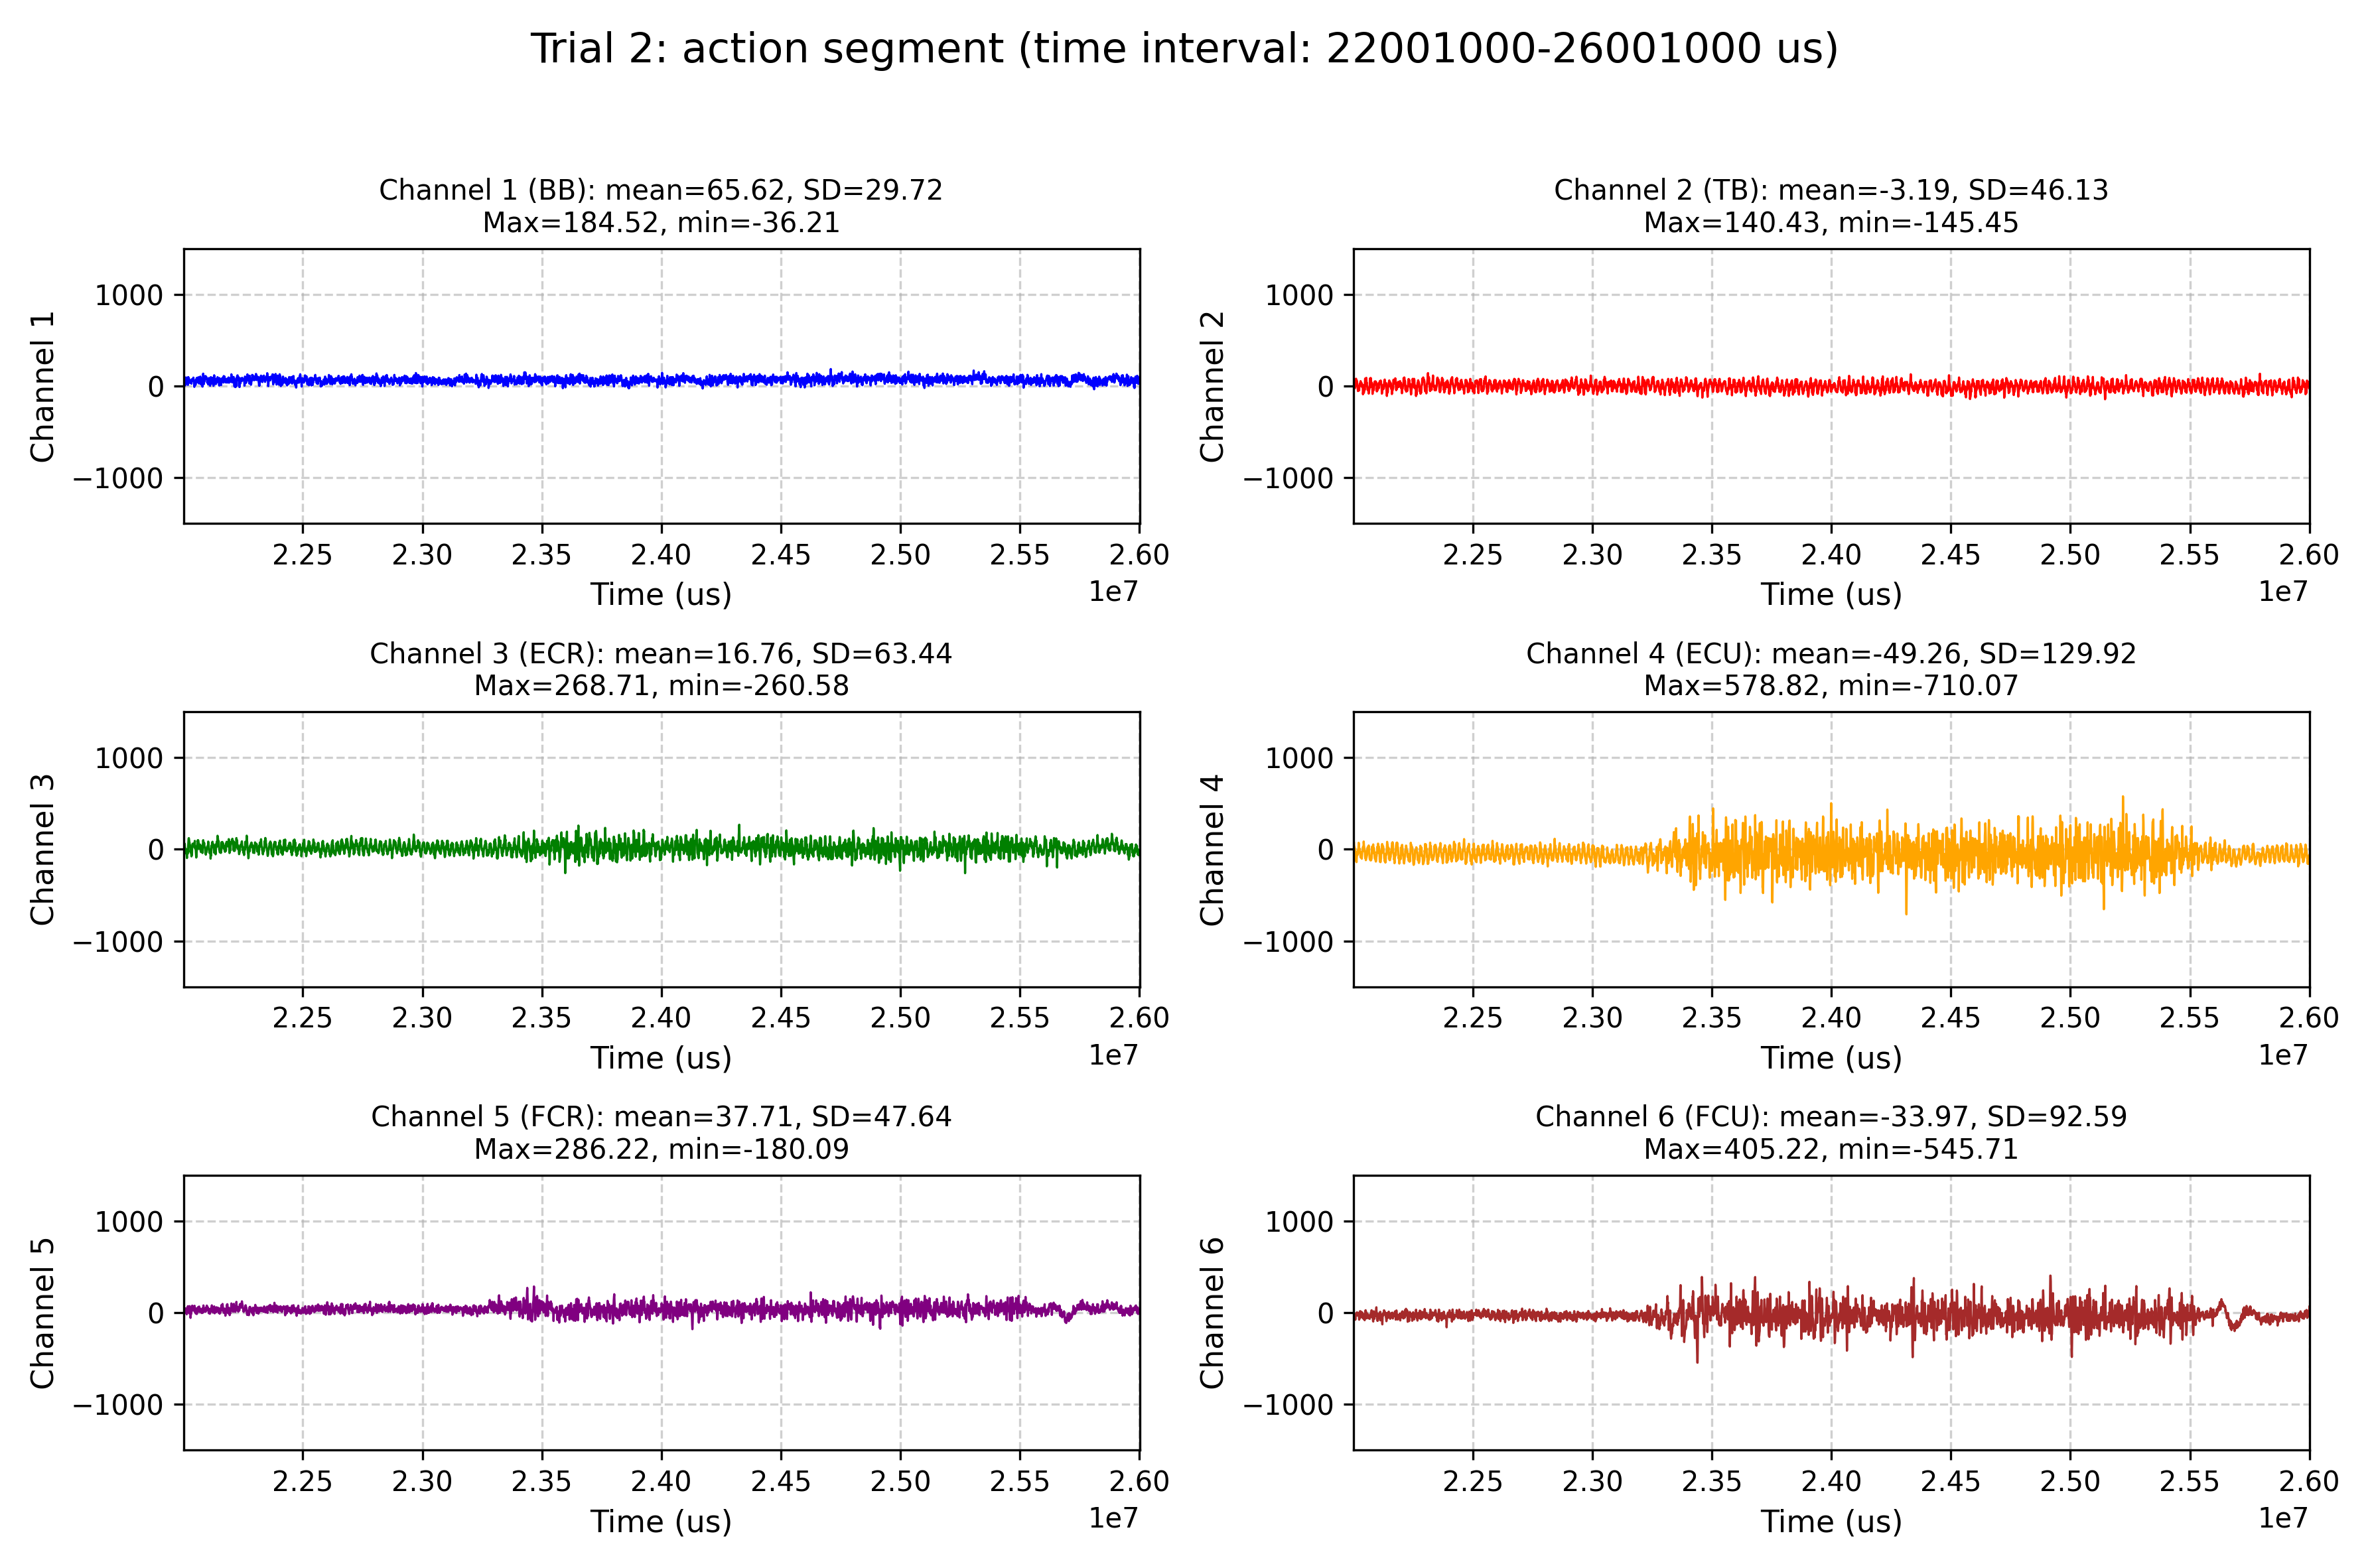 Trial 2: action segment (time interval: 22001000-26001000 us)
Channel 1 (BB): mean=65.62, SD=29.72
Max=184.52, min=-36.21
Channel 1
1000
0
−1000
2.25 2.30 2.35 2.40 2.45 2.50 2.55 2.60
Time (us)
1e7
Channel 2 (TB): mean=-3.19, SD=46.13
Max=140.43, min=-145.45
Channel 2
1000
0
−1000
2.25 2.30 2.35 2.40 2.45 2.50 2.55 2.60
Time (us)
1e7
Channel 3 (ECR): mean=16.76, SD=63.44
Max=268.71, min=-260.58
Channel 3
1000
0
−1000
2.25 2.30 2.35 2.40 2.45 2.50 2.55 2.60
Time (us)
1e7
Channel 4 (ECU): mean=-49.26, SD=129.92
Max=578.82, min=-710.07
Channel 4
1000
0
−1000
2.25 2.30 2.35 2.40 2.45 2.50 2.55 2.60
Time (us)
1e7
Channel 5 (FCR): mean=37.71, SD=47.64
Max=286.22, min=-180.09
Channel 5
1000
0
−1000
2.25 2.30 2.35 2.40 2.45 2.50 2.55 2.60
Time (us)
1e7
Channel 6 (FCU): mean=-33.97, SD=92.59
Max=405.22, min=-545.71
Channel 6
1000
0
−1000
2.25 2.30 2.35 2.40 2.45 2.50 2.55 2.60
Time (us)
1e7